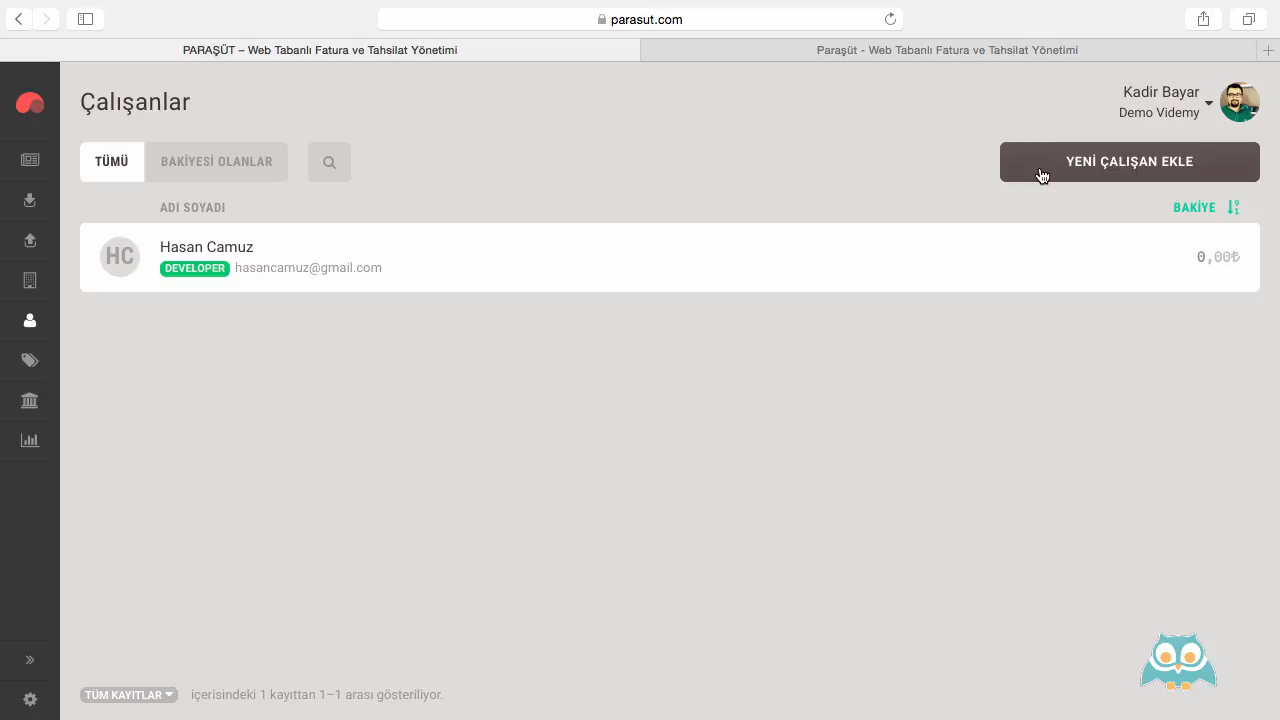 parasut.com
PARAŞÜT – Web Tabanlı Fatura ve Tahsilat Yönetimi
Paraşüt - Web Tabanlı Fatura ve Tahsilat Yönetimi
Çalışanlar
Kadir Bayar
Demo Videmy
TÜMÜ
BAKİYESİ OLANLAR
YENİ ÇALIŞAN EKLE
ADI SOYADI
BAKİYE
HC
Hasan Camuz
0,00₺
DEVELOPER hasancamuz@gmail.com
TÜM KAYITLAR içerisindeki 1 kayıttan 1–1 arası gösteriliyor.